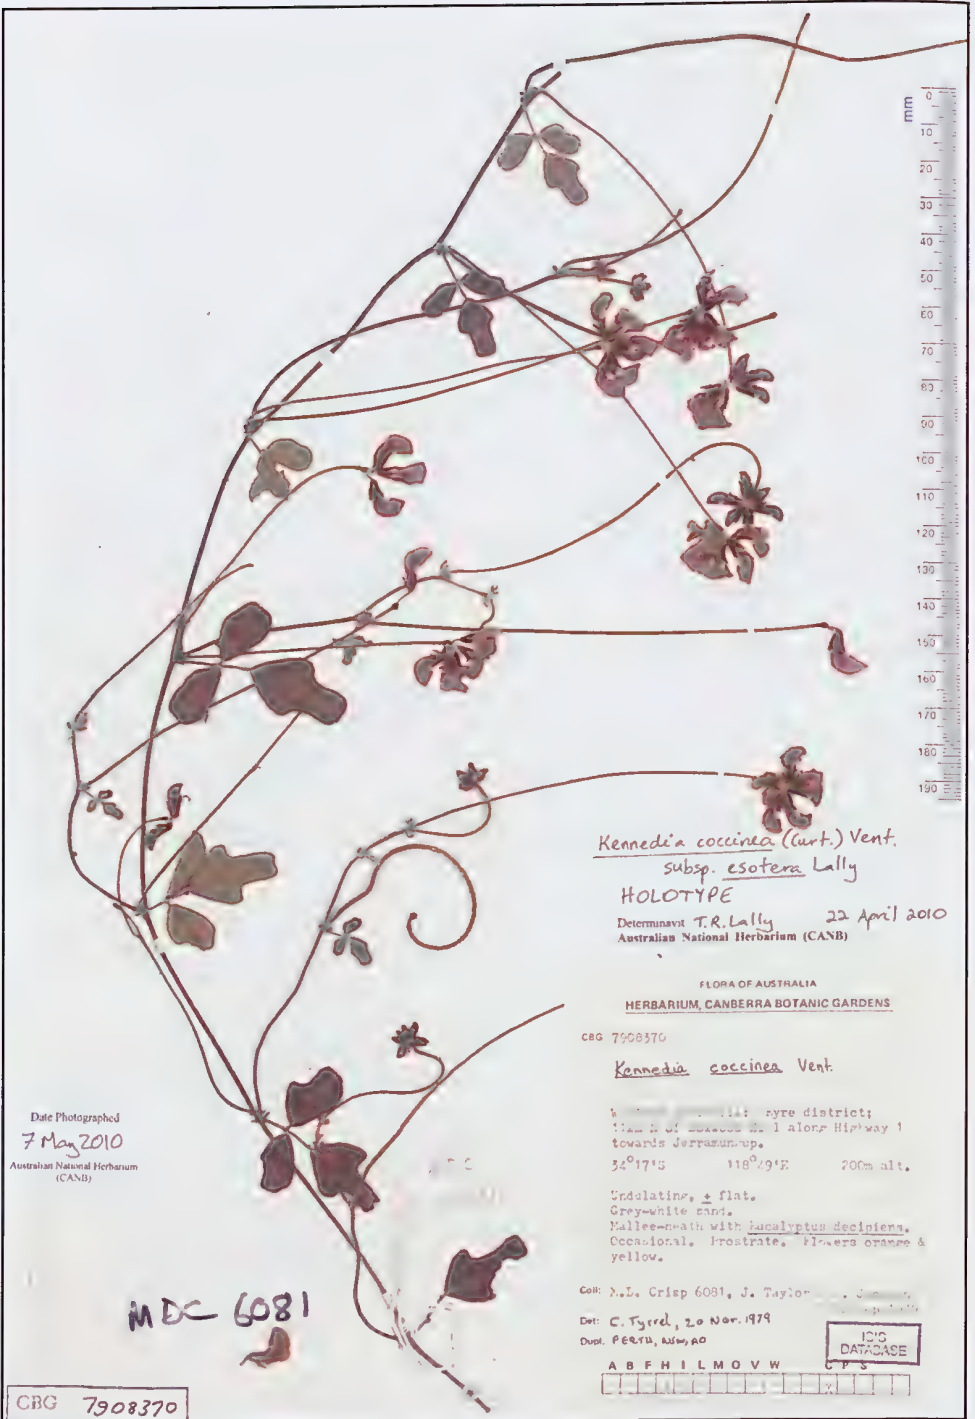 mm
0
10
20
30
40
50
60
70
80
90
100
110
120
130
140
150
160
170
180
190
Kennedia coccinea (Curt.) Vent.
subsp. esotera Lally
HOLOTYPE
Determinavit T.R. Lally 22 April 2010
Australian National Herbarium (CANB)
FLORA OF AUSTRALIA
HERBARIUM, CANBERRA BOTANIC GARDENS
CBG 7908370
Kennedia coccinea Vent.
Eyre district;
1 along Highway 1
towards Jerramungup.
34°17'S 118°49'E 200m alt.
Undulating, ± flat.
Grey-white sand.
Mallee-heath with Eucalyptus decipiens.
Occasional. Prostrate. Flowers orange &
yellow.
Coll: M.D. Crisp 6081, J. Taylor
Det: C. Tyrrel, 20 Nov. 1979
Dupl. PERTH, NSW, AD
IBIS
DATABASE
A B F H I L M O V W C P S
Date Photographed
7 May 2010
Australian National Herbarium
(CANB)
MDC 6081
CBG 7908370